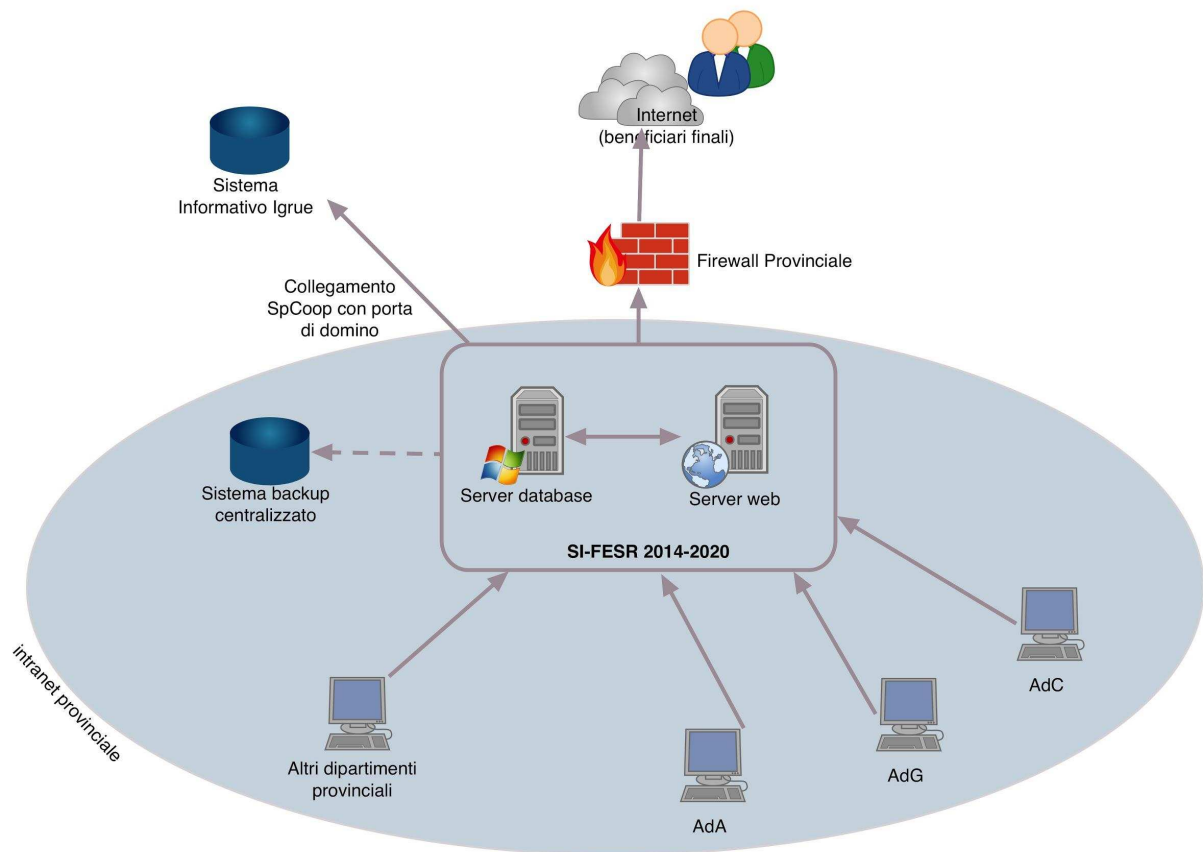 Internet
(beneficiari finali)
Sistema
Informativo Igrue
Firewall Provinciale
Collegamento
SpCoop con porta
di domino
Sistema backup
centralizzato
Server database
Server web
SI-FESR 2014-2020
intranet provinciale
Altri dipartimenti
provinciali
AdA
AdG
AdC